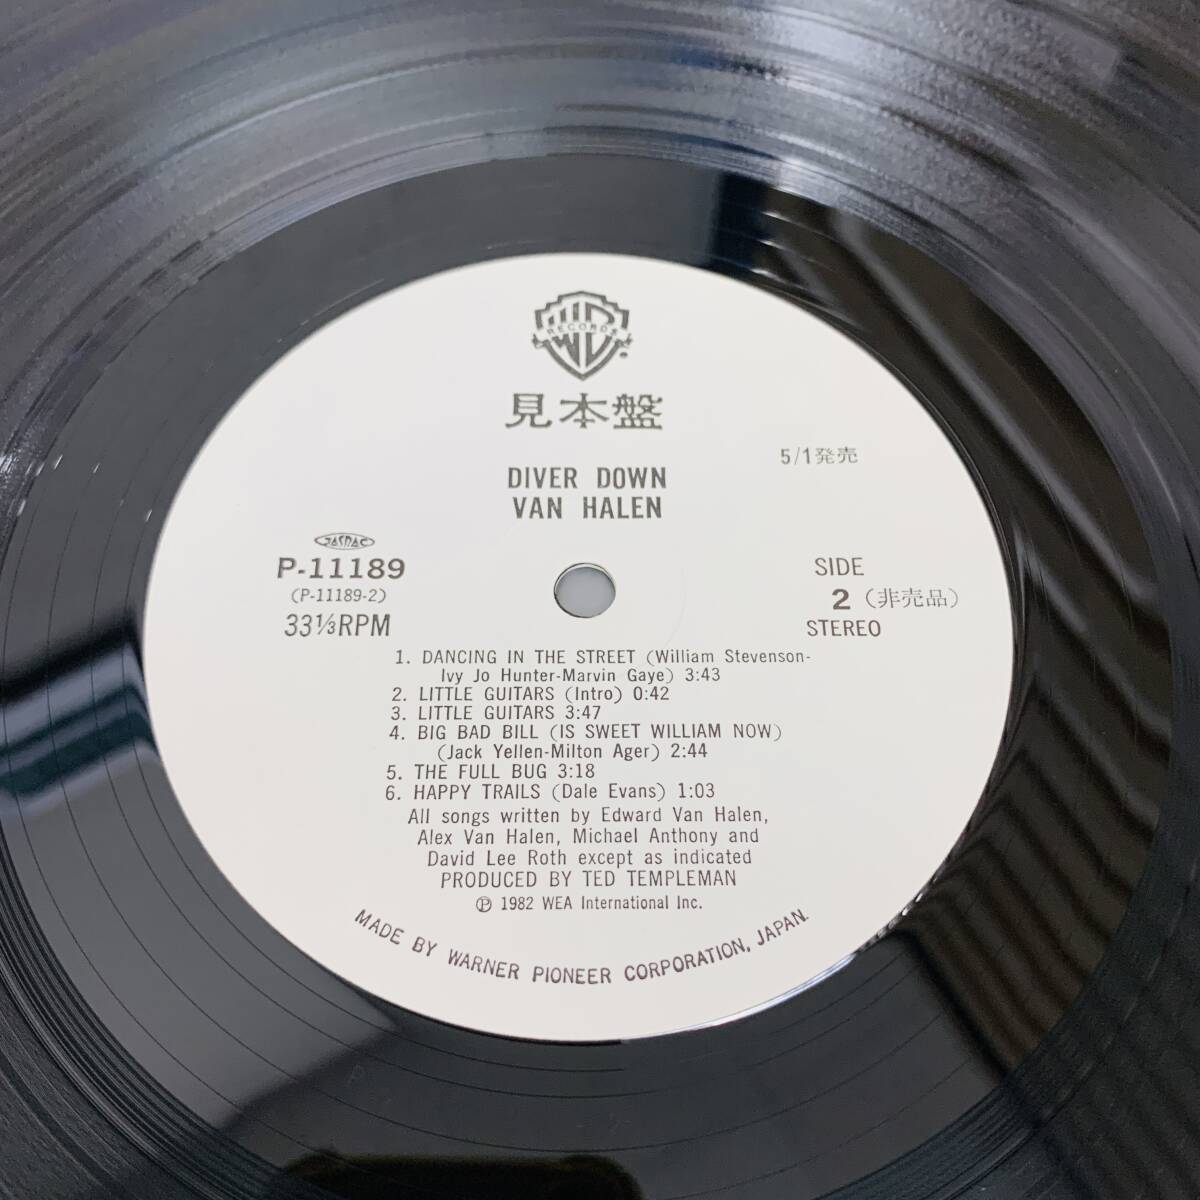 RECORDS
見本盤
5/1発売
DIVER DOWN
VAN HALEN
JASRAC
P-11189
(P-11189-2)
33⅓RPM
SIDE
2 (非売品)
STEREO
1. DANCING IN THE STREET (William Stevenson-
Ivy Jo Hunter-Marvin Gaye) 3:43
2. LITTLE GUITARS (Intro) 0:42
3. LITTLE GUITARS 3:47
4. BIG BAD BILL (IS SWEET WILLIAM NOW)
(Jack Yellen-Milton Ager) 2:44
5. THE FULL BUG 3:18
6. HAPPY TRAILS (Dale Evans) 1:03
All songs written by Edward Van Halen,
Alex Van Halen, Michael Anthony and
David Lee Roth except as indicated
PRODUCED BY TED TEMPLEMAN
Ⓟ 1982 WEA International Inc.
MADE BY WARNER PIONEER CORPORATION, JAPAN.